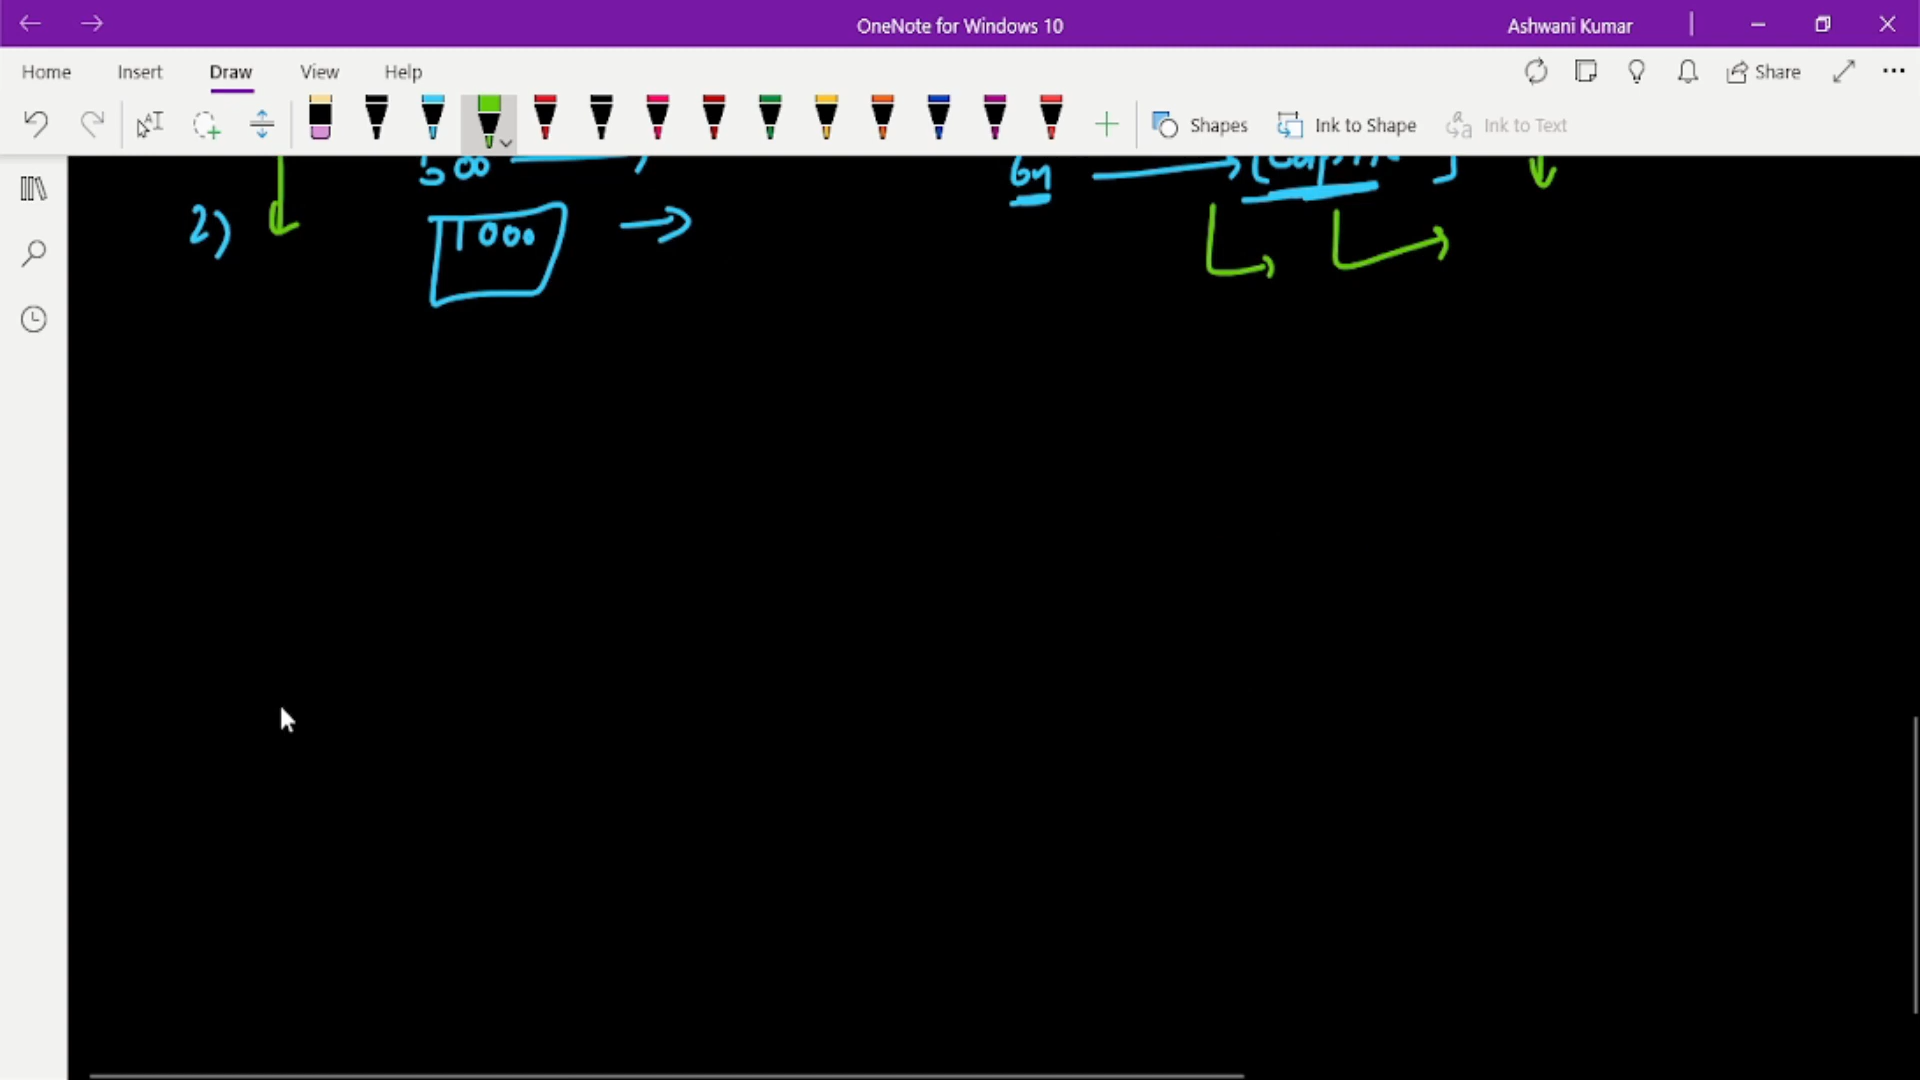 OneNote for Windows 10
Ashwani Kumar
Home Insert Draw View Help
Share
Shapes Ink to Shape Ink to Text
500
2) 1000